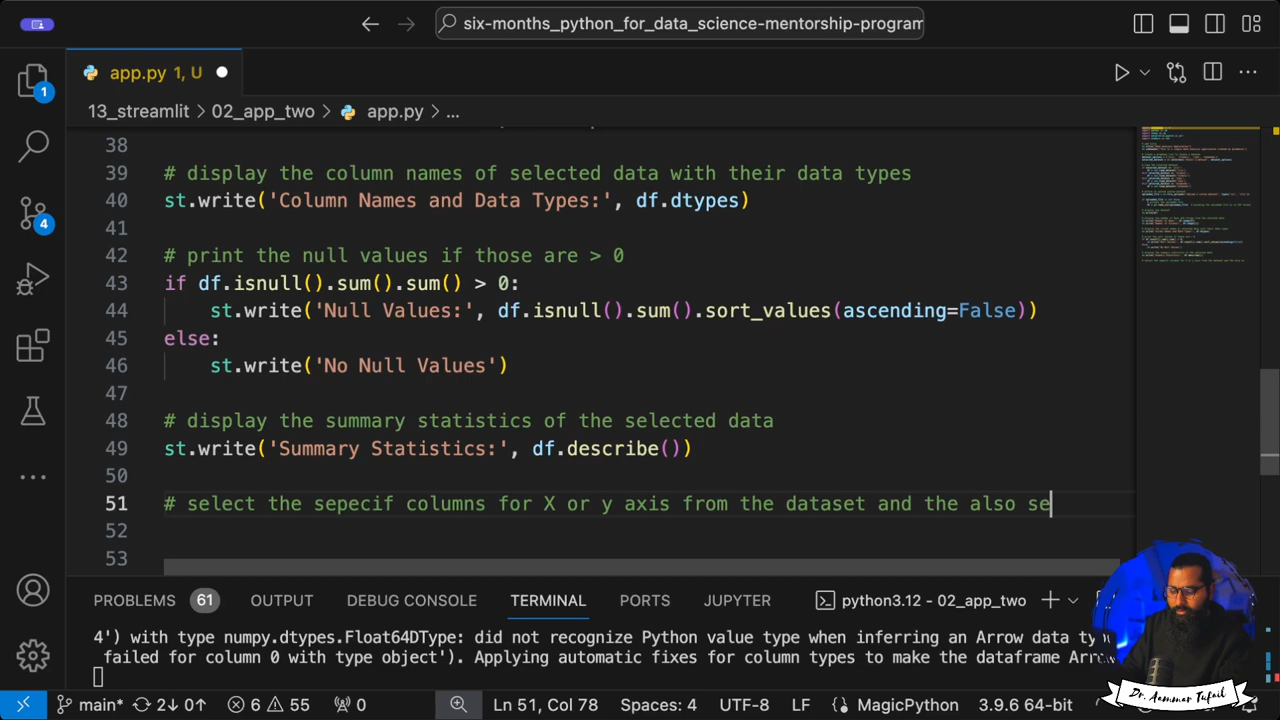 six-months_python_for_data_science-mentorship-program
app.py 1, U
1
13_streamlit > 02_app_two > app.py > ...
38
39 # display the column names of selected data with their data types
40 st.write('Column Names and Data Types:', df.dtypes)
41
42 # print the null values if those are > 0
43 if df.isnull().sum().sum() > 0:
44 st.write('Null Values:', df.isnull().sum().sort_values(ascending=False))
45 else:
46 st.write('No Null Values')
47
48 # display the summary statistics of the selected data
49 st.write('Summary Statistics:', df.describe())
50
51 # select the sepecif columns for X or y axis from the dataset and the also se
52
53
4
PROBLEMS 61 OUTPUT DEBUG CONSOLE TERMINAL PORTS JUPYTER python3.12 - 02_app_two
4') with type numpy.dtypes.Float64DType: did not recognize Python value type when inferring an Arrow data typ
failed for column 0 with type object'). Applying automatic fixes for column types to make the dataframe Arrow
main* 2↓ 0↑ 6 55 0 Ln 51, Col 78 Spaces: 4 UTF-8 LF MagicPython 3.9.6 64-bit
Dr. Aammar Tufail